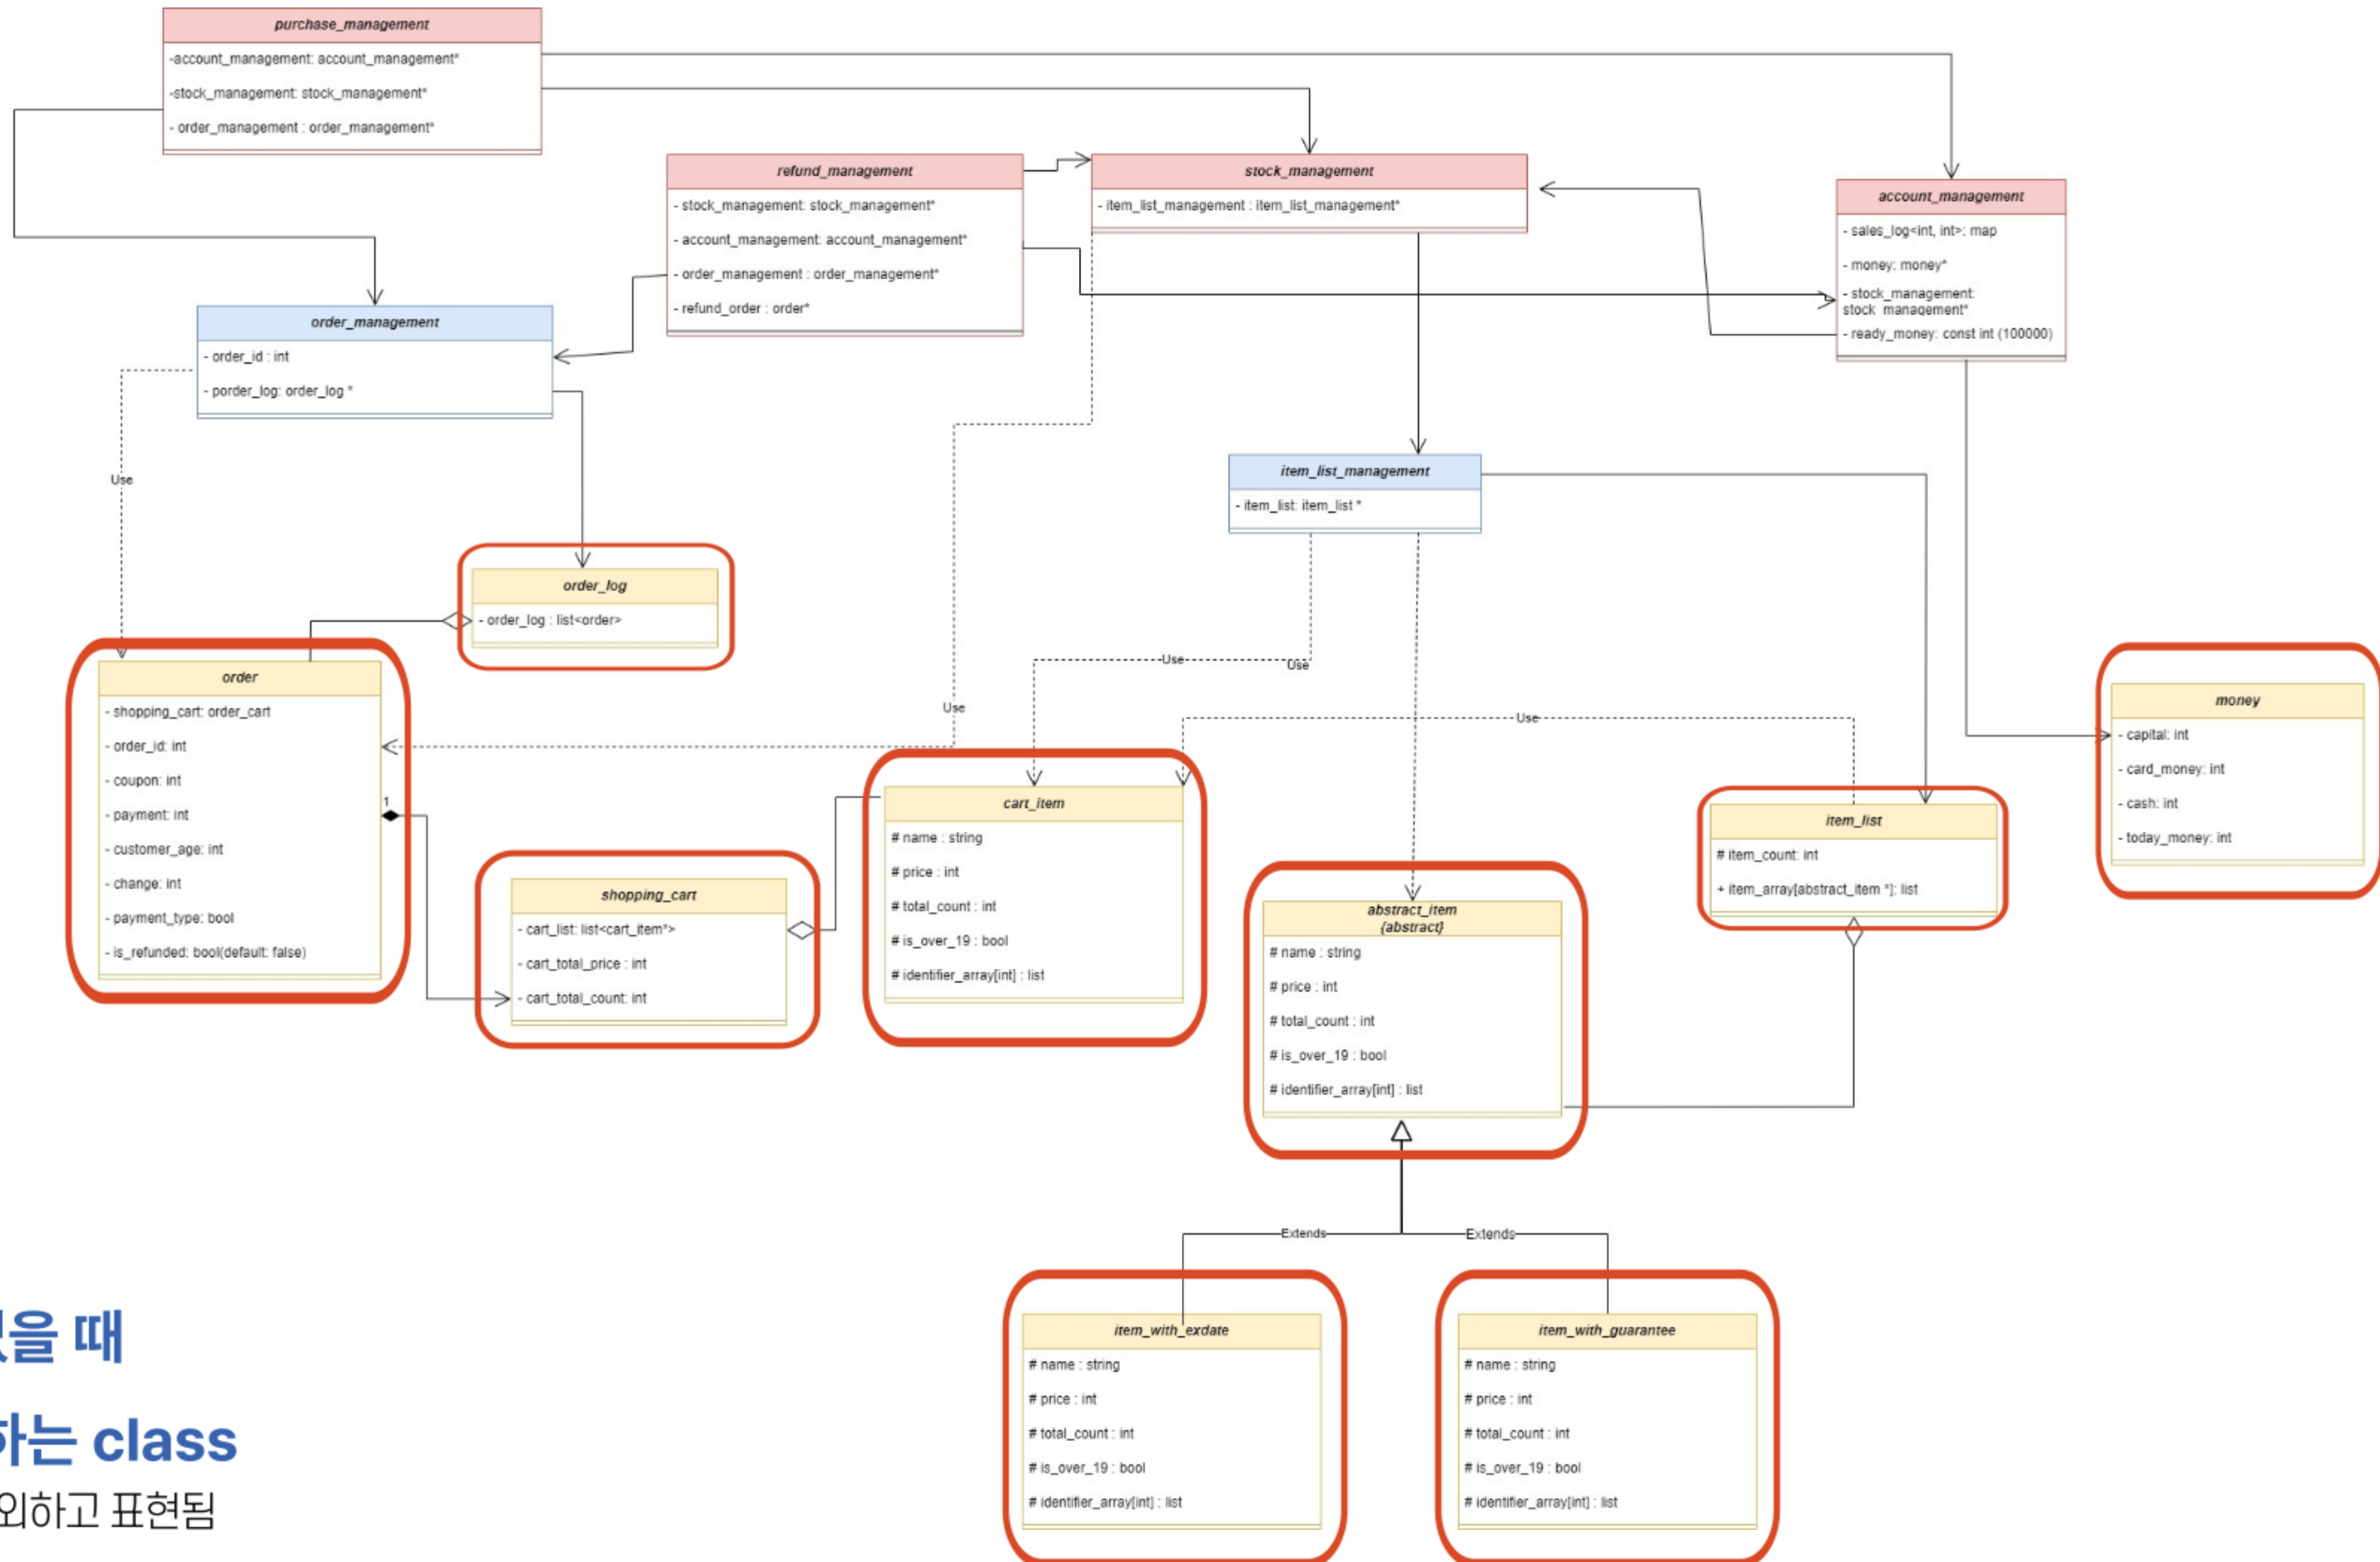 purchase_management
-account_management: account_management*
-stock_management: stock_management*
- order_management : order_management*
refund_management
- stock_management: stock_management*
- account_management: account_management*
- order_management : order_management*
- refund_order : order*
stock_management
- item_list_management : item_list_management*
account_management
- sales_log<int, int>: map
- money: money*
- stock_management:
stock_management*
- ready_money: const int (100000)
order_management
- order_id : int
- porder_log: order_log *
Use
item_list_management
- item_list: item_list *
order_log
- order_log : list<order>
Use
Use
Use
Use
order
- shopping_cart: order_cart
- order_id: int
- coupon: int
- payment: int
- customer_age: int
- change: int
- payment_type: bool
- is_refunded: bool(default: false)
1
shopping_cart
- cart_list: list<cart_item*>
- cart_total_price : int
- cart_total_count: int
cart_item
# name : string
# price : int
# total_count : int
# is_over_19 : bool
# identifier_array[int] : list
abstract_item
{abstract}
# name : string
# price : int
# total_count : int
# is_over_19 : bool
# identifier_array[int] : list
item_list
# item_count: int
+ item_array[abstract_item *]: list
money
- capital: int
- card_money: int
- cash: int
- today_money: int
Extends
Extends
item_with_exdate
# name : string
# price : int
# total_count : int
# is_over_19 : bool
# identifier_array[int] : list
item_with_guarantee
# name : string
# price : int
# total_count : int
# is_over_19 : bool
# identifier_array[int] : list
때
하는 class
외하고 표현됨